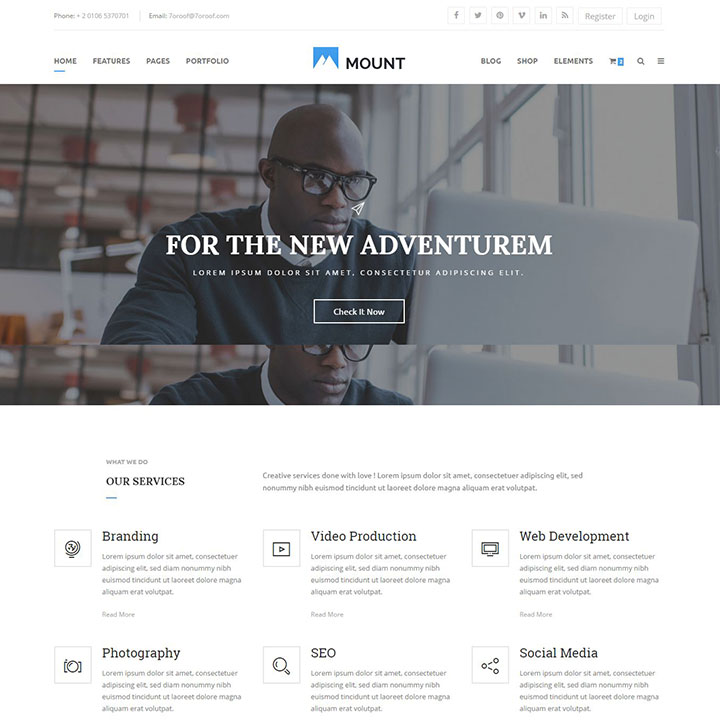 Phone: + 2 0106 5370701 Email: 7oroof@7oroof.com Register Login
HOME FEATURES PAGES PORTFOLIO MOUNT BLOG SHOP ELEMENTS 2
FOR THE NEW ADVENTUREM
LOREM IPSUM DOLOR SIT AMET, CONSECTETUR ADIPISCING ELIT.
Check It Now
WHAT WE DO
OUR SERVICES
Creative services done with love ! Lorem ipsum dolor sit amet, consectetuer adipiscing elit, sed
nonummy nibh euismod tincidunt ut laoreet dolore magna aliquam erat volutpat.
Branding
Lorem ipsum dolor sit amet, consectetuer
adipiscing elit, sed diam nonummy nibh
euismod tincidunt ut laoreet dolore magna
aliquam erat volutpat.
Read More
Video Production
Lorem ipsum dolor sit amet, consectetuer
adipiscing elit, sed diam nonummy nibh
euismod tincidunt ut laoreet dolore magna
aliquam erat volutpat.
Read More
Web Development
Lorem ipsum dolor sit amet, consectetuer
adipiscing elit, sed diam nonummy nibh
euismod tincidunt ut laoreet dolore magna
aliquam erat volutpat.
Read More
Photography
Lorem ipsum dolor sit amet, consectetuer
adipiscing elit, sed diam nonummy nibh
euismod tincidunt ut laoreet dolore magna
aliquam erat volutpat.
SEO
Lorem ipsum dolor sit amet, consectetuer
adipiscing elit, sed diam nonummy nibh
euismod tincidunt ut laoreet dolore magna
aliquam erat volutpat.
Social Media
Lorem ipsum dolor sit amet, consectetuer
adipiscing elit, sed diam nonummy nibh
euismod tincidunt ut laoreet dolore magna
aliquam erat volutpat.